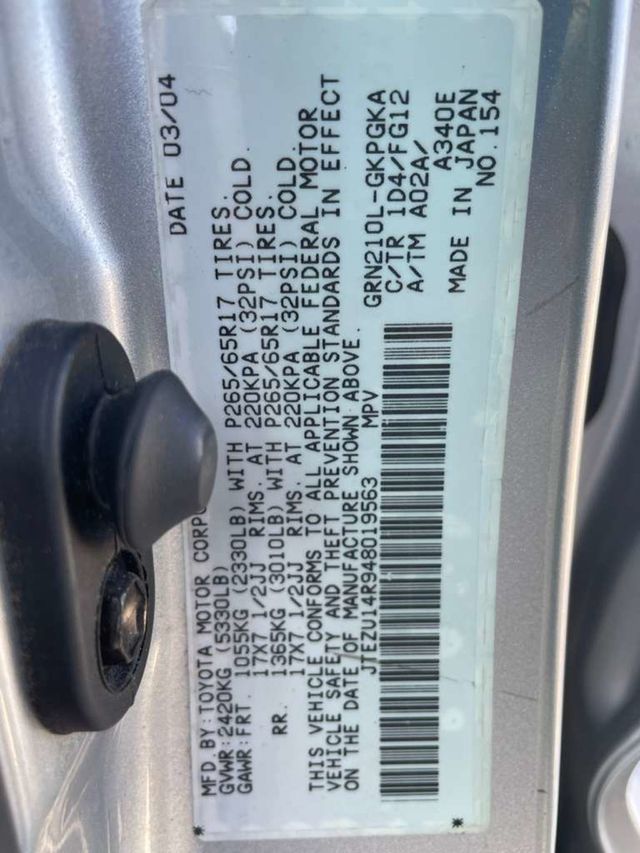 DATE 03/04
MFD. BY: TOYOTA MOTOR
GVWR: 2420KG (5330LB)
GAWR: FRT. 1055KG (2330LB) WITH P265/65R17 TIRES.
17X7 1/2JJ RIMS. AT 220KPA (32PSI) COLD.
RR. 1365KG (3010LB) WITH P265/65R17 TIRES.
17X7 1/2JJ RIMS. AT 220KPA (32PSI) COLD.
THIS VEHICLE CONFORMS TO ALL APPLICABLE FEDERAL MOTOR
VEHICLE SAFETY AND THEFT PREVENTION STANDARDS IN EFFECT
ON THE DATE OF MANUFACTURE SHOWN ABOVE.
JTEZU14R948019563 MPV
GRN210L-GKPGKA
C/TR 1D4/FG12
A/TM A02A/ A340E
MADE IN JAPAN
NO.154